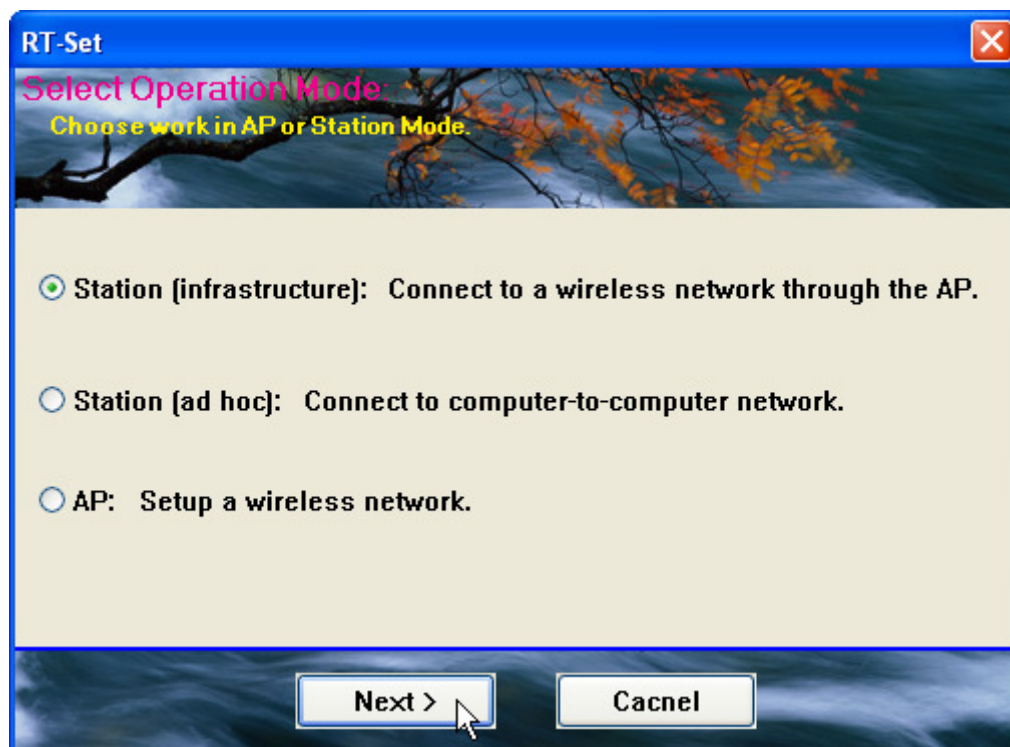 RT-Set
Select Operation Mode:
Choose work in AP or Station Mode.
Station (infrastructure): Connect to a wireless network through the AP.
Station (ad hoc): Connect to computer-to-computer network.
AP: Setup a wireless network.
Next >
Cacnel